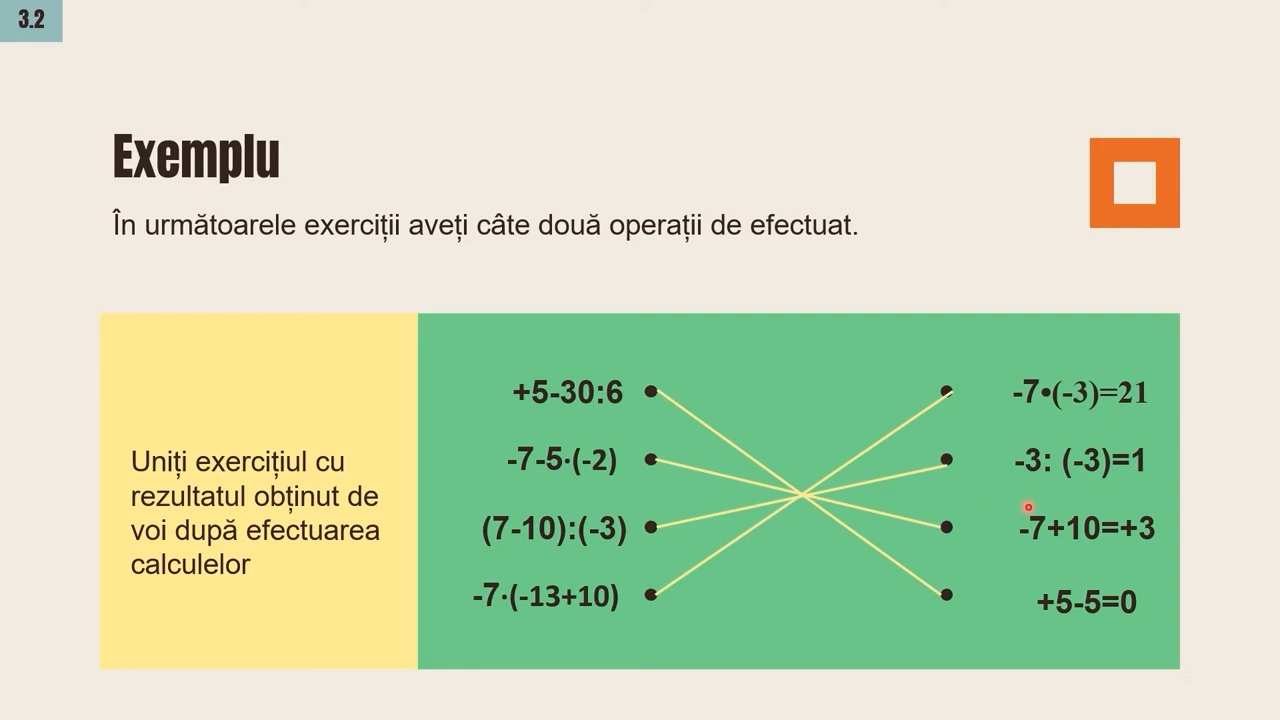 3.2
Exemplu
În următoarele exerciții aveți câte două operații de efectuat.
Uniți exercițiul cu
rezultatul obținut de
voi după efectuarea
calculelor
+5-30:6
-7-5·(-2)
(7-10):(-3)
-7·(-13+10)
-7•(-3)=21
-3: (-3)=1
-7+10=+3
+5-5=0